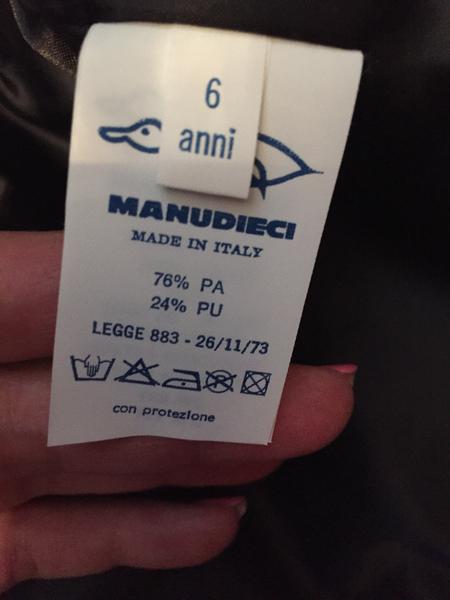 6
anni
MANUDIECI
MADE IN ITALY
76% PA
24% PU
LEGGE 883 - 26/11/73
con protezione